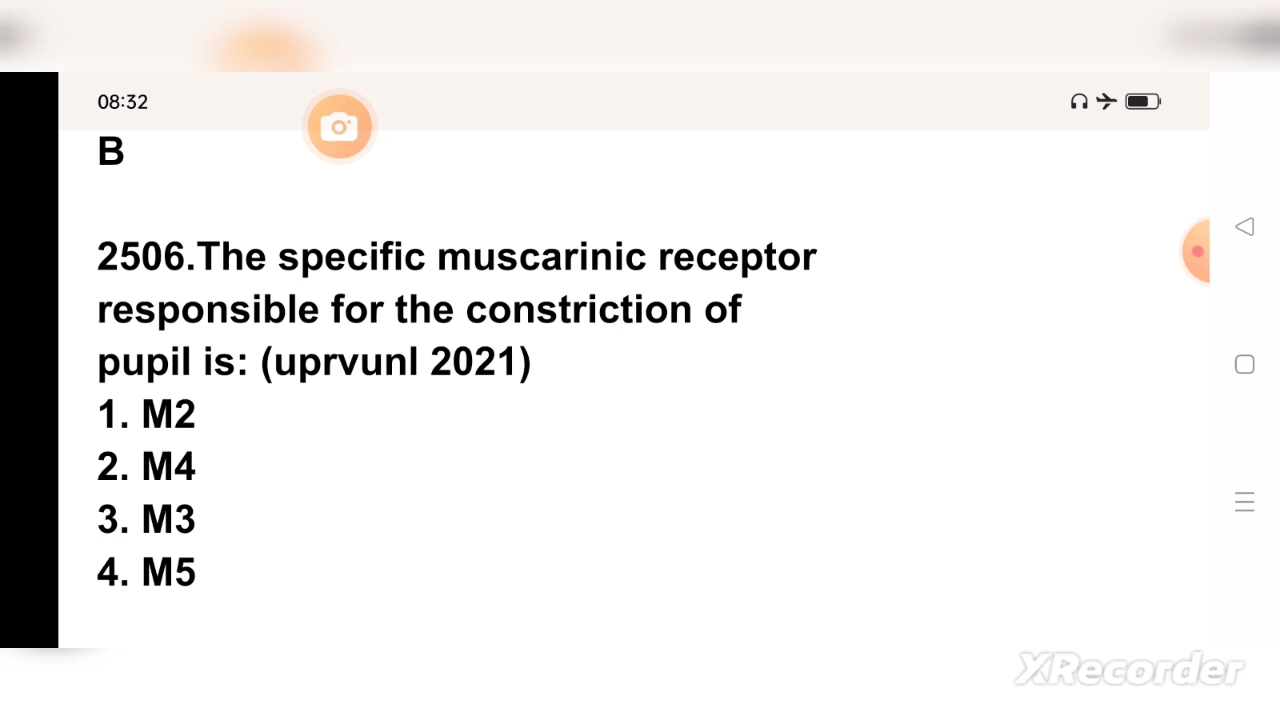 08:32
B
2506.The specific muscarinic receptor
responsible for the constriction of
pupil is: (uprvunl 2021)
1. M2
2. M4
3. M3
4. M5
XRecorder